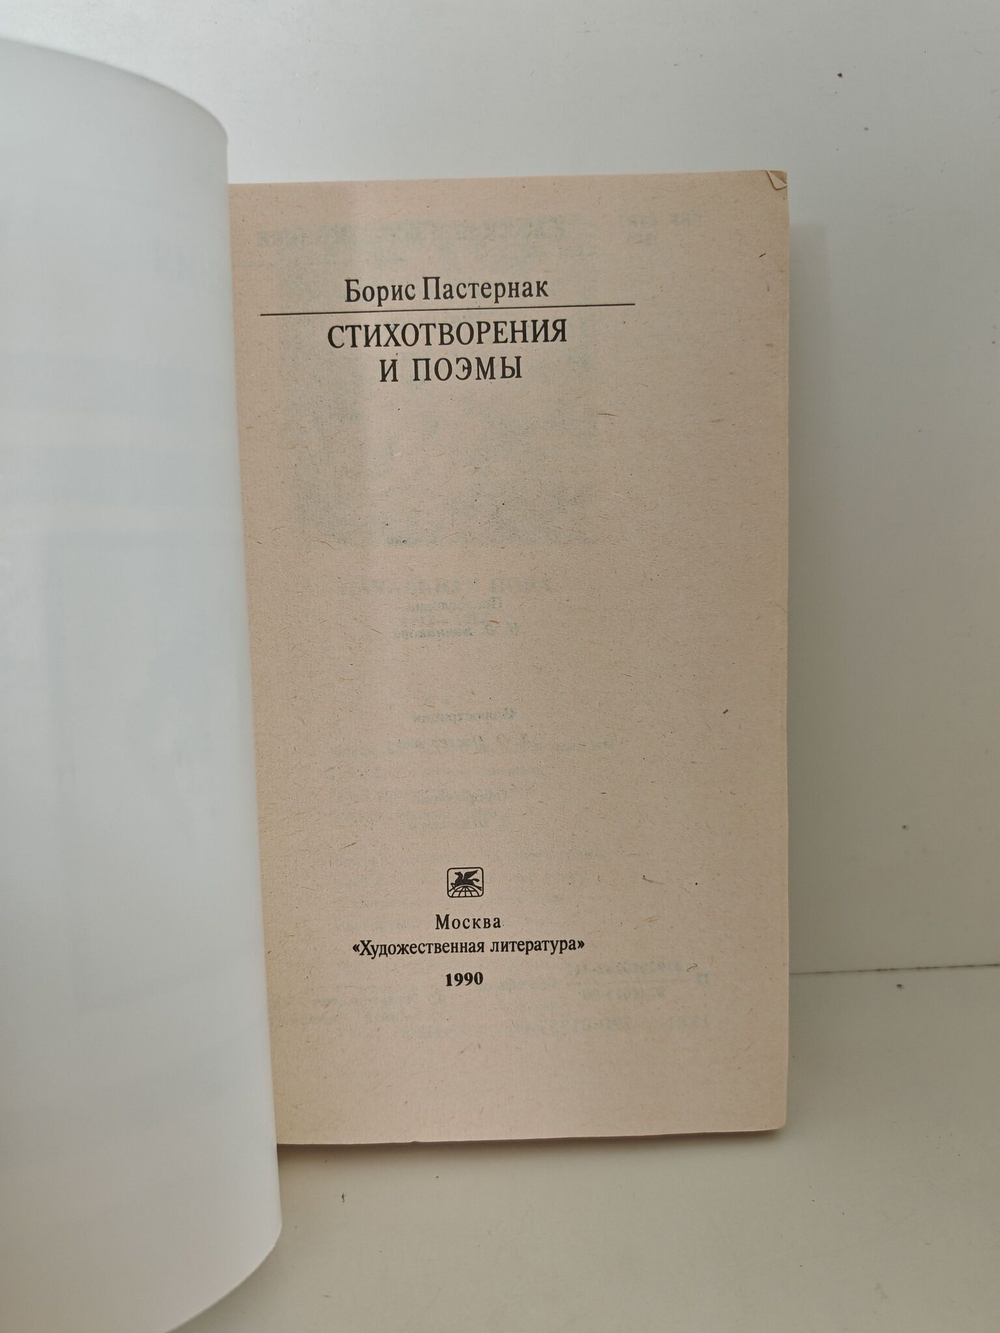 Борис Пастернак
СТИХОТВОРЕНИЯ
И ПОЭМЫ
Москва
«Художественная литература»
1990